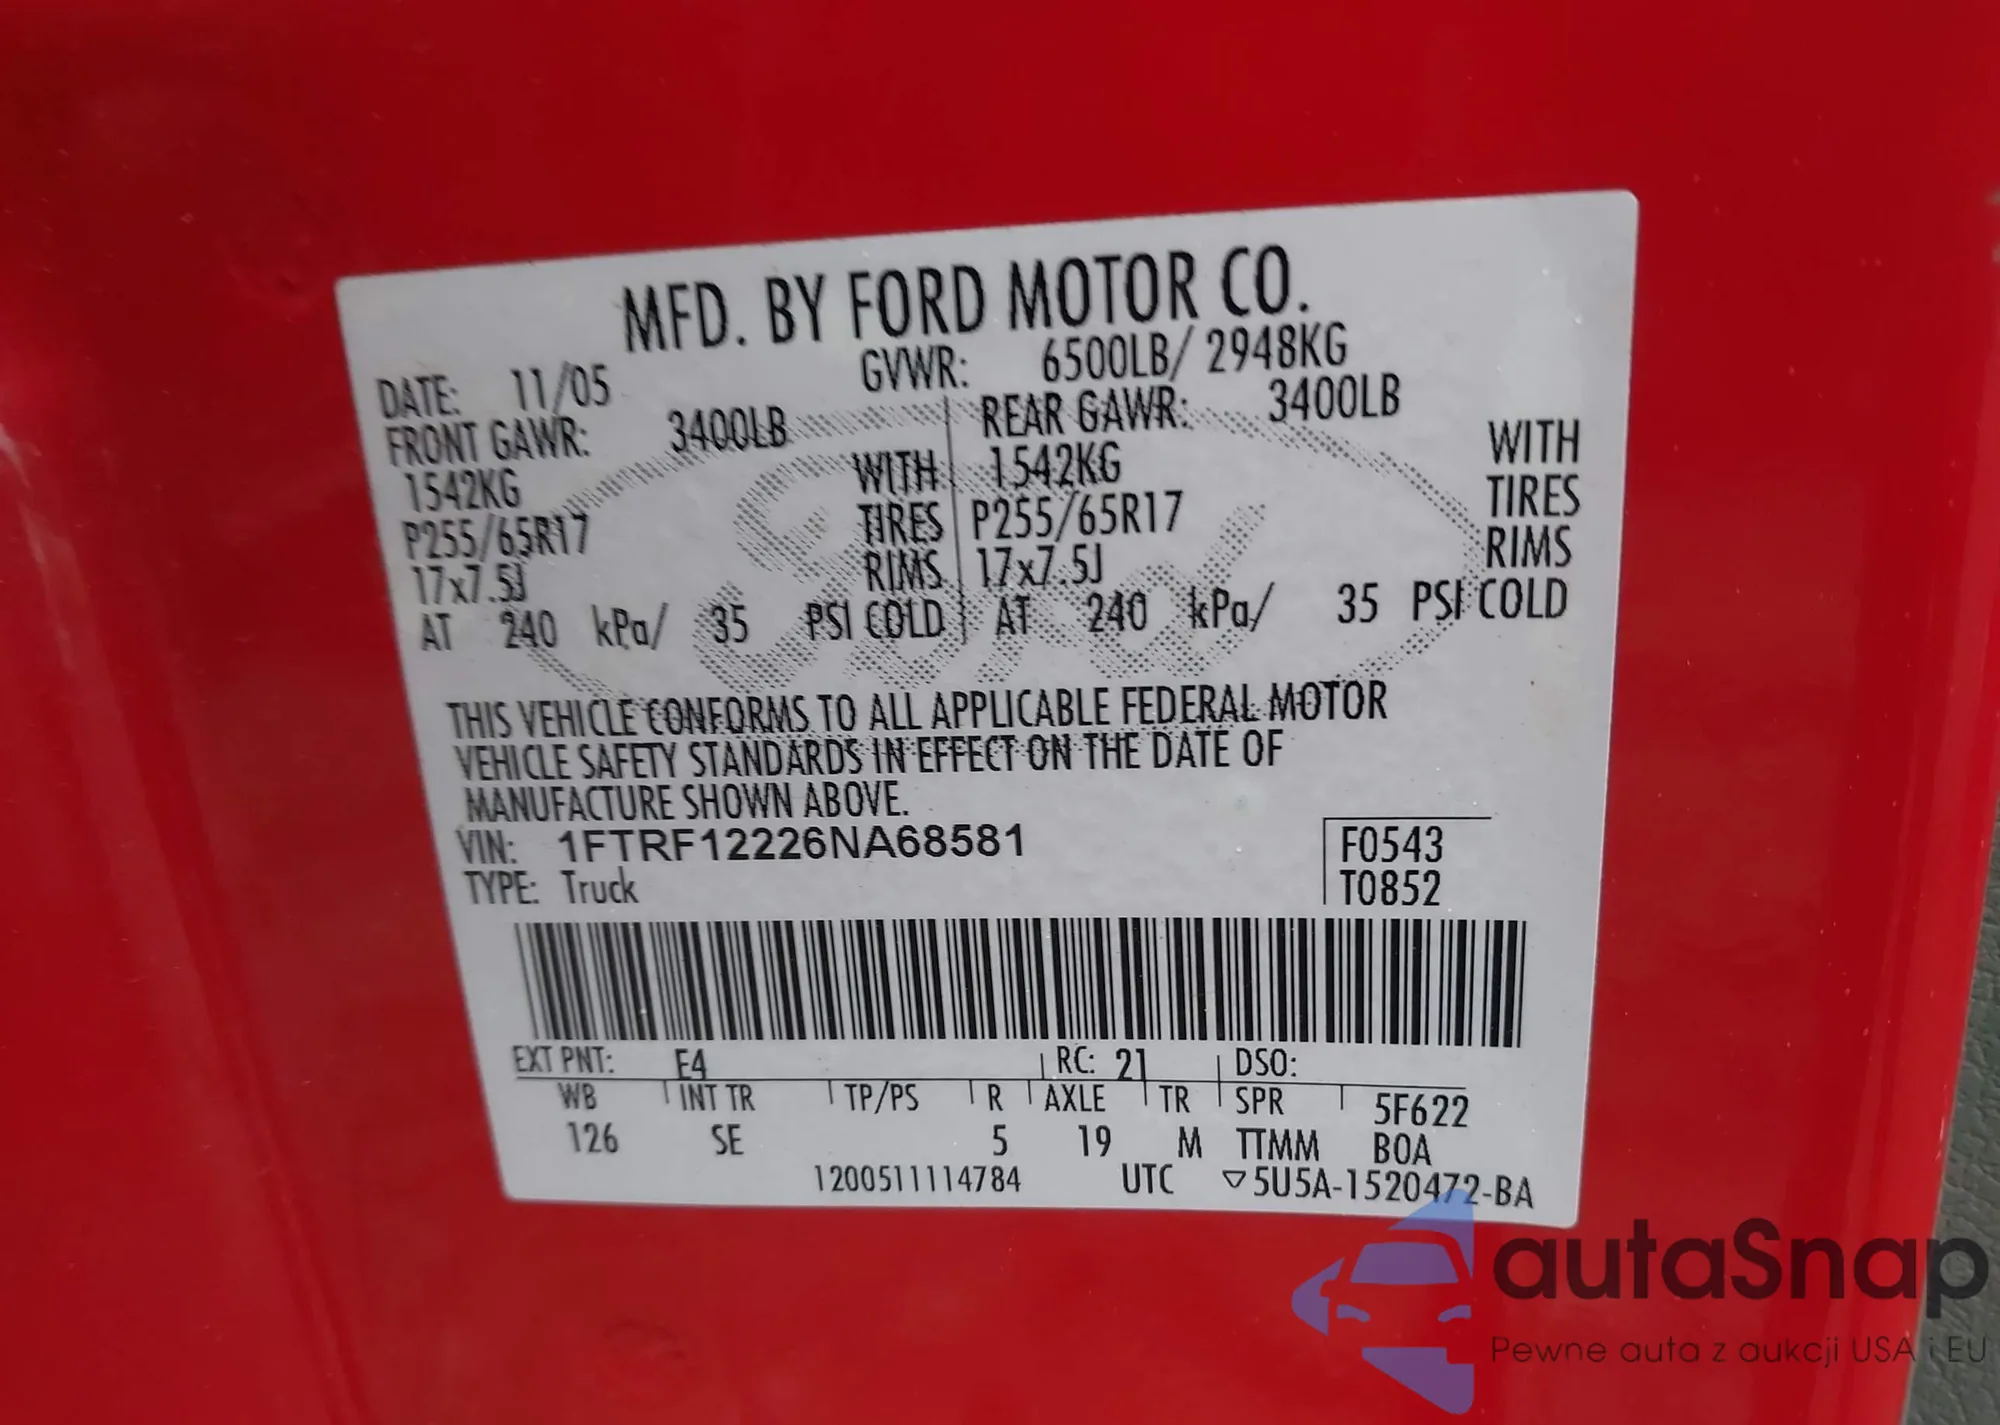 MFD. BY FORD MOTOR CO.
DATE: 11/05 GVWR: 6500LB/ 2948KG
FRONT GAWR: 3400LB REAR GAWR: 3400LB
1542KG WITH 1542KG WITH
P255/65R17 TIRES P255/65R17 TIRES
17x7.5J RIMS 17x7.5J RIMS
AT 240 kPa/ 35 PSI COLD AT 240 kPa/ 35 PSI COLD
Ford
THIS VEHICLE CONFORMS TO ALL APPLICABLE FEDERAL MOTOR
VEHICLE SAFETY STANDARDS IN EFFECT ON THE DATE OF
MANUFACTURE SHOWN ABOVE.
VIN: 1FTRF12226NA68581 F0543
TYPE: Truck T0852
EXT PNT: E4 RC: 21 DSO:
WB INT TR TP/PS R AXLE TR SPR 5F622
126 SE 5 19 M TTMM BOA
1200511114784 UTC ▽5U5A-1520472-BA
autaSnap
Pewne auta z aukcji USA i EU